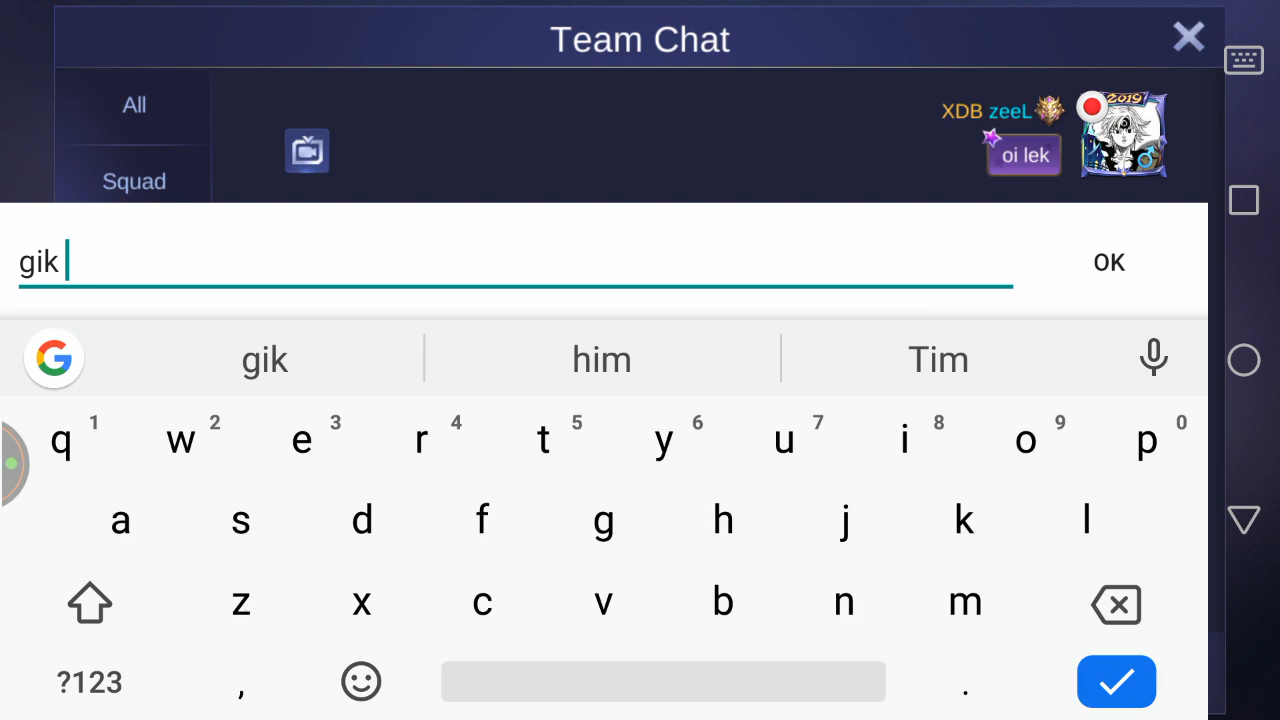 Team Chat
All
XDB zeeL
2019
oi lek
Squad
gik
OK
gik him Tim
q 1 w 2 e 3 r 4 t 5 y 6 u 7 i 8 o 9 p 0
a s d f g h j k l
z x c v b n m
?123 , .